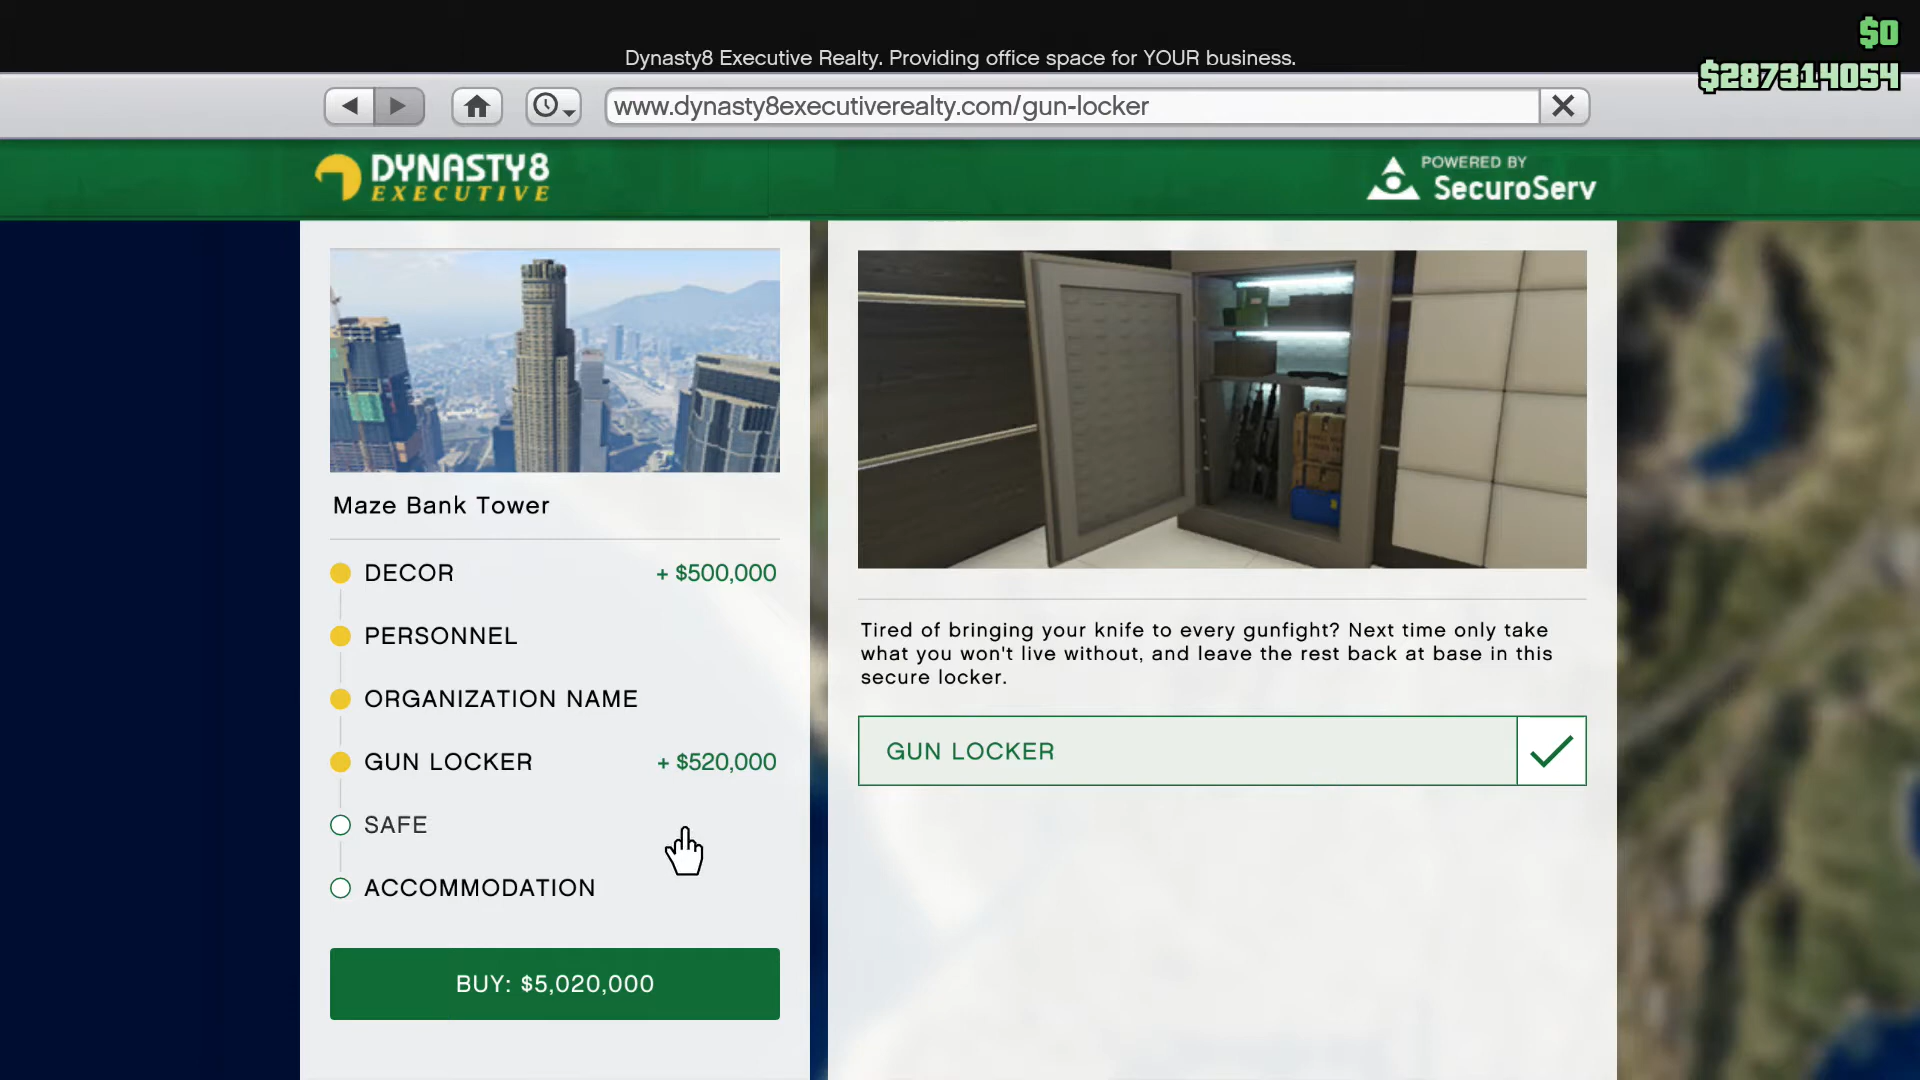 $0
Dynasty8 Executive Realty. Providing office space for YOUR business.
$287314054
www.dynasty8executiverealty.com/gun-locker
DYNASTY8
EXECUTIVE
POWERED BY
SecuroServ
Maze Bank Tower
DECOR + $500,000
PERSONNEL
ORGANIZATION NAME
GUN LOCKER + $520,000
SAFE
ACCOMMODATION
BUY: $5,020,000
Tired of bringing your knife to every gunfight? Next time only take
what you won't live without, and leave the rest back at base in this
secure locker.
GUN LOCKER